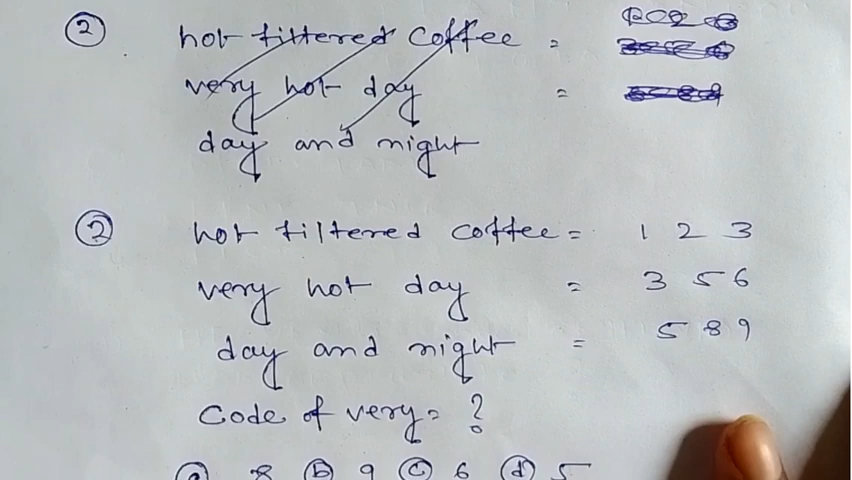 ② hot filtered coffee =
very hot day =
day and night
② hot filtered coffee = 1 2 3
very hot day = 3 5 6
day and night = 5 8 9
Code of very = ?
ⓐ 8 ⓑ 9 ⓒ 6 ⓓ 5